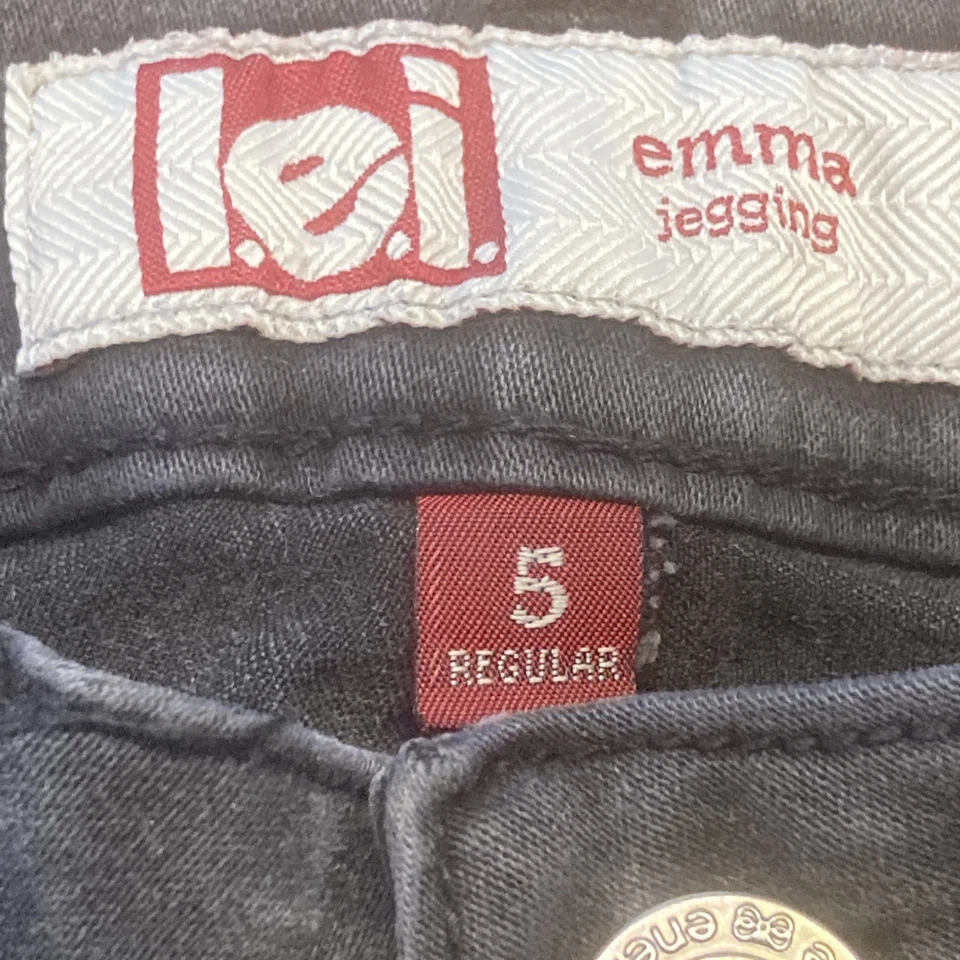 l.e.i.
emma
jegging
5
REGULAR